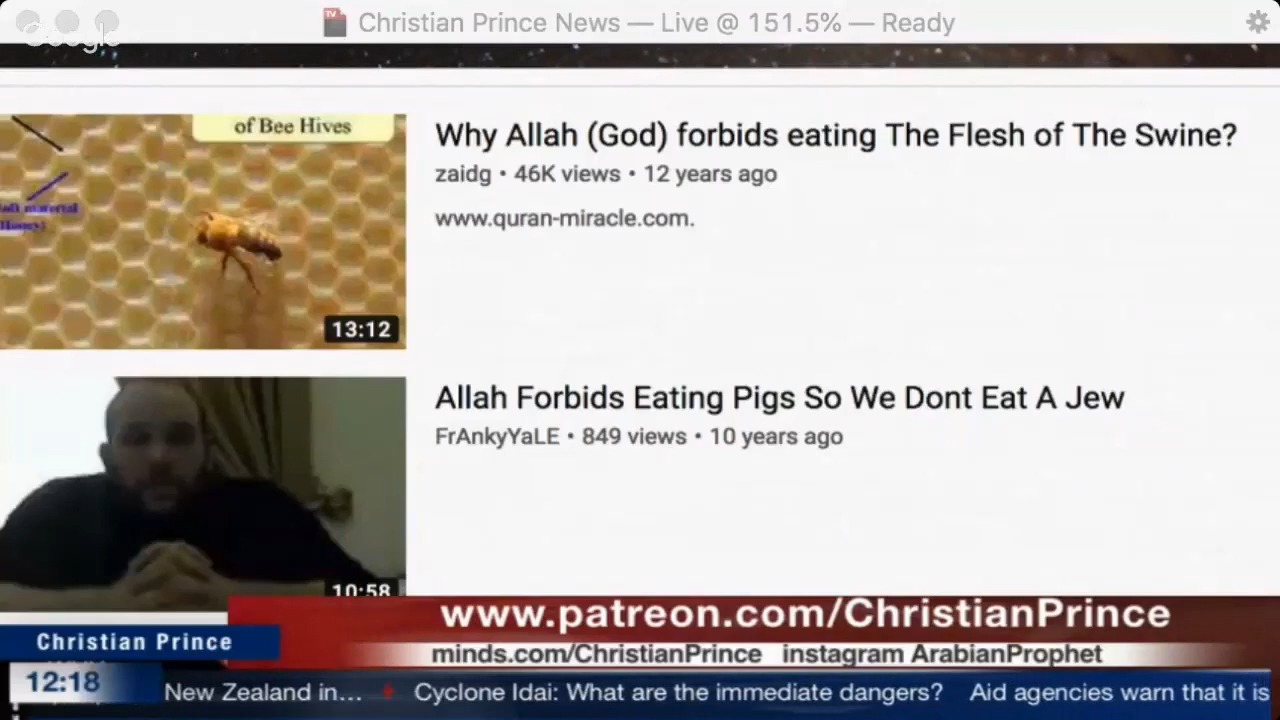 Christian Prince News — Live @ 151.5% — Ready
Google
of Bee Hives
material
Why Allah (God) forbids eating The Flesh of The Swine?
zaidg • 46K views • 12 years ago
www.quran-miracle.com.
13:12
Allah Forbids Eating Pigs So We Dont Eat A Jew
FrAnkyYaLE • 849 views • 10 years ago
10:58
www.patreon.com/ChristianPrince
Christian Prince
minds.com/ChristianPrince instagram ArabianProphet
12:18
New Zealand in... ♦ Cyclone Idai: What are the immediate dangers? Aid agencies warn that it is